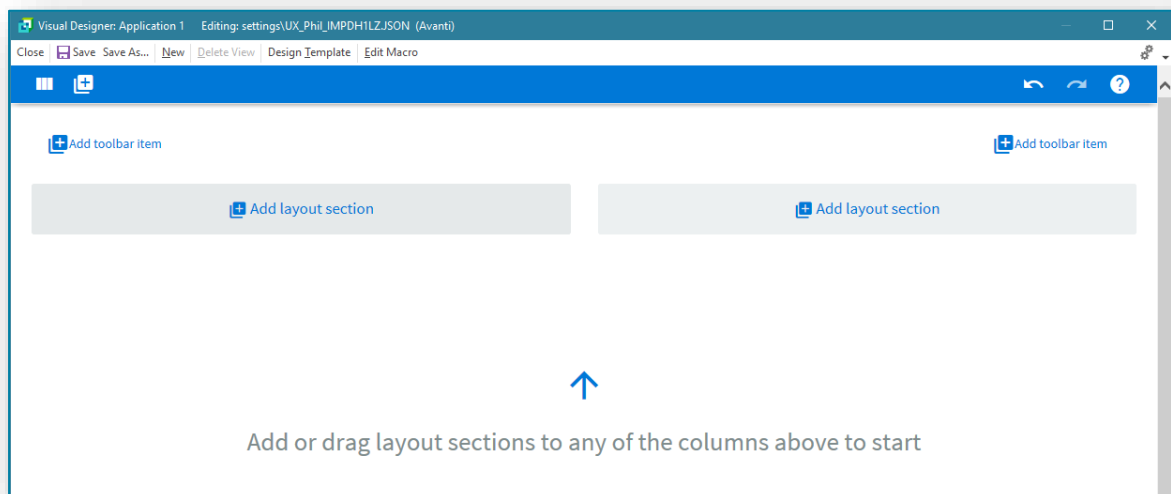 Visual Designer: Application 1 Editing: settings\UX_Phil_IMPDH1LZ.JSON (Avanti)
Close Save Save As... New Delete View Design Template Edit Macro
Add toolbar item Add toolbar item
Add layout section Add layout section
Add or drag layout sections to any of the columns above to start